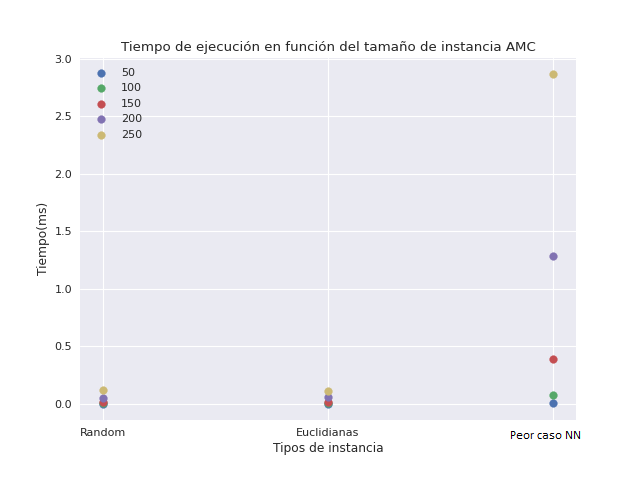 Tiempo de ejecución en función del tamaño de instancia AMC
3.0
2.5
2.0
1.5
1.0
0.5
0.0
Tiempo(ms)
50
100
150
200
250
Random
Euclidianas
Peor caso NN
Tipos de instancia